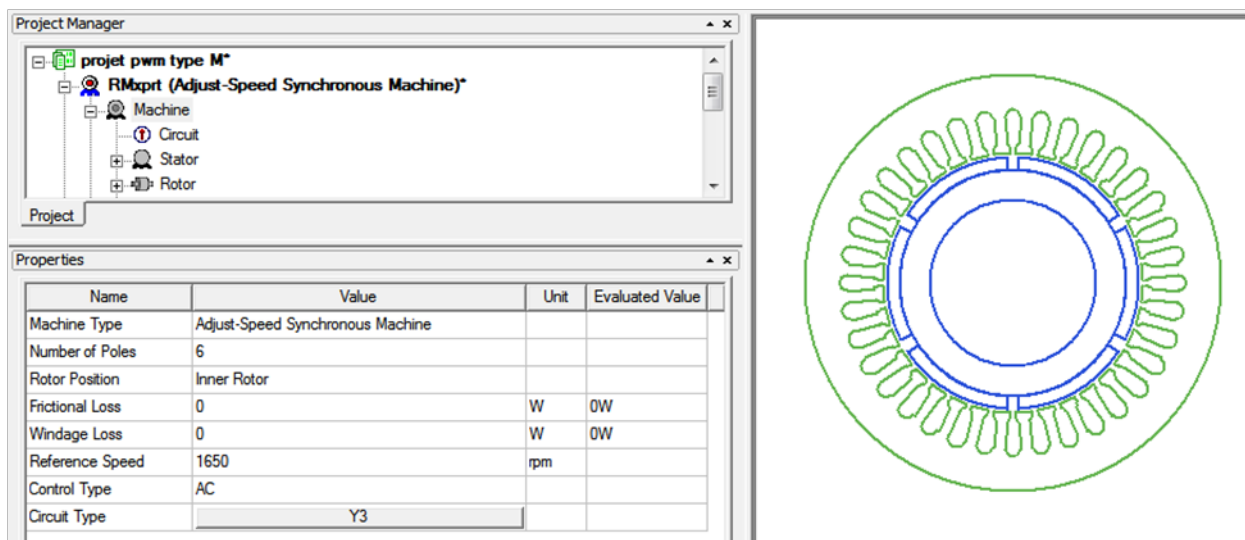 Project Manager
projet pwm type M*
RMxprt (Adjust-Speed Synchronous Machine)*
Machine
Circuit
Stator
Rotor
Project
Properties
Name Value Unit Evaluated Value
Machine Type Adjust-Speed Synchronous Machine
Number of Poles 6
Rotor Position Inner Rotor
Frictional Loss 0 W 0W
Windage Loss 0 W 0W
Reference Speed 1650 rpm
Control Type AC
Circuit Type Y3